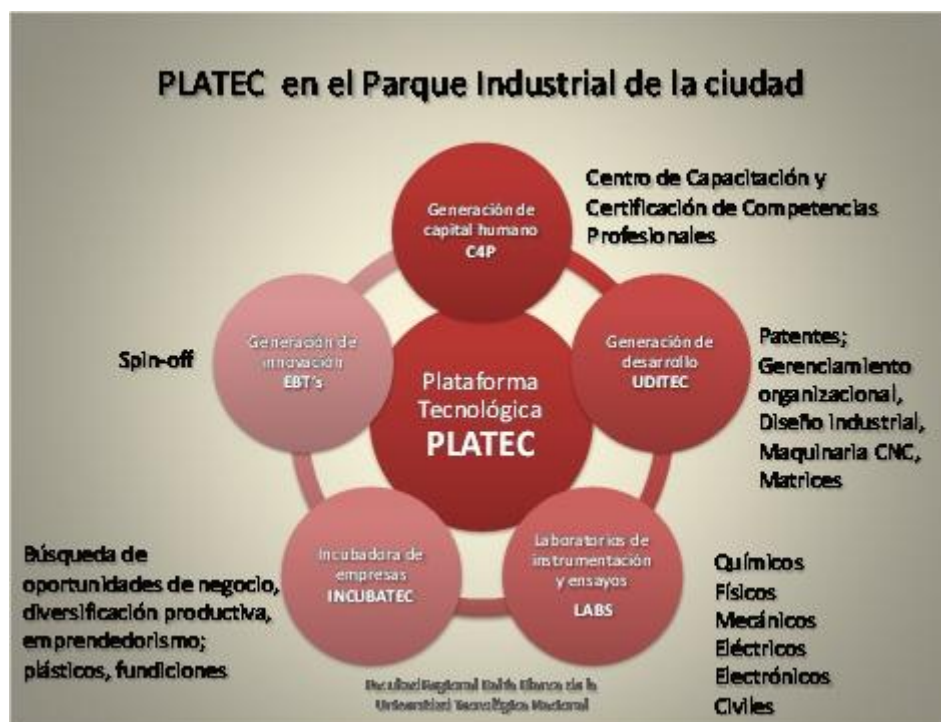 PLATEC en el Parque Industrial de la ciudad
Generación de
capital humano
C4P
Centro de Capacitación y
Certificación de Competencias
Profesionales
Generación de
desarrollo
UDITEC
Patentes;
Gerenciamiento
organizacional,
Diseño industrial,
Maquinaria CNC,
Matrices
Laboratorios de
instrumentación
y ensayos
LABS
Químicos
Físicos
Mecánicos
Eléctricos
Electrónicos
Civiles
Incubadora de
empresas
INCUBATEC
Búsqueda de
oportunidades de negocio,
diversificación productiva,
emprendedorismo;
plásticos, fundiciones
Generación de
innovación
EBT's
Spin-off
Plataforma
Tecnológica
PLATEC
Facultad Regional Bahía Blanca de la
Universidad Tecnológica Nacional